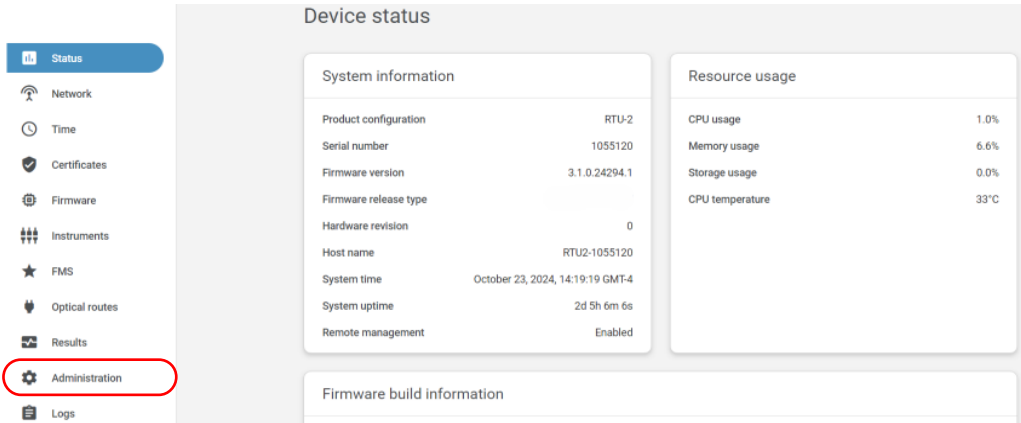 Device status
Status
Network
Time
Certificates
Firmware
Instruments
FMS
Optical routes
Results
Administration
Logs
System information
Product configuration RTU-2
Serial number 1055120
Firmware version 3.1.0.24294.1
Firmware release type
Hardware revision 0
Host name RTU2-1055120
System time October 23, 2024, 14:19:19 GMT-4
System uptime 2d 5h 6m 6s
Remote management Enabled
Resource usage
CPU usage 1.0%
Memory usage 6.6%
Storage usage 0.0%
CPU temperature 33°C
Firmware build information